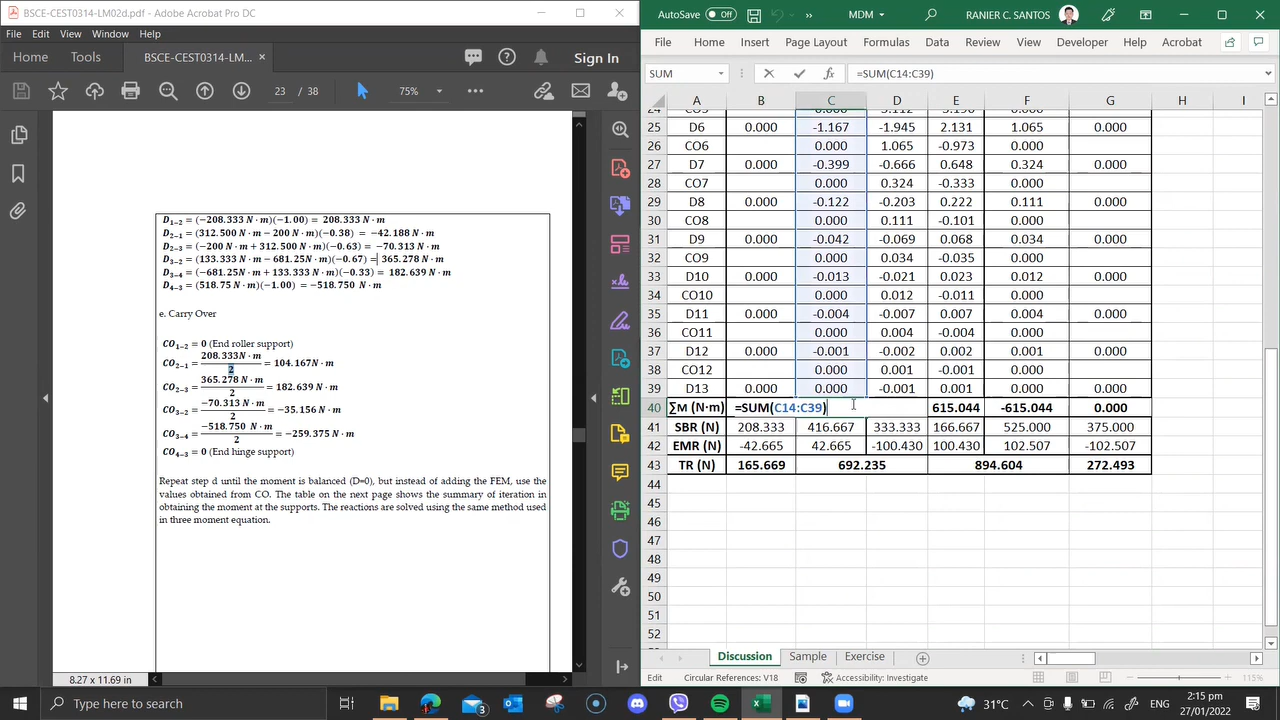 BSCE-CEST0314-LM02d.pdf - Adobe Acrobat Pro DC
File Edit View Window Help
Home Tools BSCE-CEST0314-LM... × Sign In
23 / 38 75%
D1-2 = (−208.333 N · m)(−1.00) = 208.333 N · m
D2-1 = (312.500 N · m − 200 N · m)(−0.38) = −42.188 N · m
D2-3 = (−200 N · m + 312.500 N · m)(−0.63) = −70.313 N · m
D3-2 = (133.333 N · m − 681.25N · m)(−0.67) = 365.278 N · m
D3-4 = (−681.25N · m + 133.333 N · m)(−0.33) = 182.639 N · m
D4-3 = (518.75 N · m)(−1.00) = −518.750 N · m
e. Carry Over
CO1-2 = 0 (End roller support)
CO2-1 = 208.333N · m / 2 = 104.167N · m
CO2-3 = 365.278 N · m / 2 = 182.639 N · m
CO3-2 = −70.313 N · m / 2 = −35.156 N · m
CO3-4 = −518.750 N · m / 2 = −259.375 N · m
CO4-3 = 0 (End hinge support)
Repeat step d until the moment is balanced (D=0), but instead of adding the FEM, use the
values obtained from CO. The table on the next page shows the summary of iteration in
obtaining the moment at the supports. The reactions are solved using the same method used
in three moment equation.
8.27 x 11.69 in
AutoSave Off MDM RANIER C. SANTOS
File Home Insert Page Layout Formulas Data Review View Developer Help Acrobat
SUM fx =SUM(C14:C39)
A B C D E F G H I
25 D6 0.000 -1.167 -1.945 2.131 1.065 0.000
26 CO6 0.000 1.065 -0.973 0.000
27 D7 0.000 -0.399 -0.666 0.648 0.324 0.000
28 CO7 0.000 0.324 -0.333 0.000
29 D8 0.000 -0.122 -0.203 0.222 0.111 0.000
30 CO8 0.000 0.111 -0.101 0.000
31 D9 0.000 -0.042 -0.069 0.068 0.034 0.000
32 CO9 0.000 0.034 -0.035 0.000
33 D10 0.000 -0.013 -0.021 0.023 0.012 0.000
34 CO10 0.000 0.012 -0.011 0.000
35 D11 0.000 -0.004 -0.007 0.007 0.004 0.000
36 CO11 0.000 0.004 -0.004 0.000
37 D12 0.000 -0.001 -0.002 0.002 0.001 0.000
38 CO12 0.000 0.001 -0.001 0.000
39 D13 0.000 0.000 -0.001 0.001 0.000 0.000
40 ∑M (N·m) =SUM(C14:C39) 615.044 -615.044 0.000
41 SBR (N) 208.333 416.667 333.333 166.667 525.000 375.000
42 EMR (N) -42.665 42.665 -100.430 100.430 102.507 -102.507
43 TR (N) 165.669 692.235 894.604 272.493
44
45
46
47
48
49
50
51
52
Discussion Sample Exercise
Edit Circular References: V18 Accessibility: Investigate 115%
Type here to search 3 31°C 2:15 pm
27/01/2022